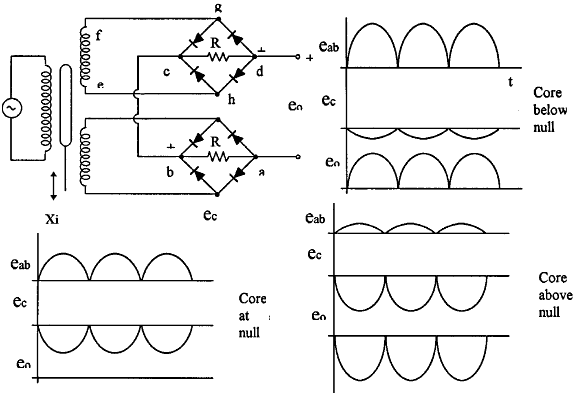 g
f
R
c
d
+
e
h
eo
R
b
a
ec
Xi
eab
t
ec
eo
Core
below
null
eab
ec
eo
Core
at
null
eab
ec
eo
Core
above
null